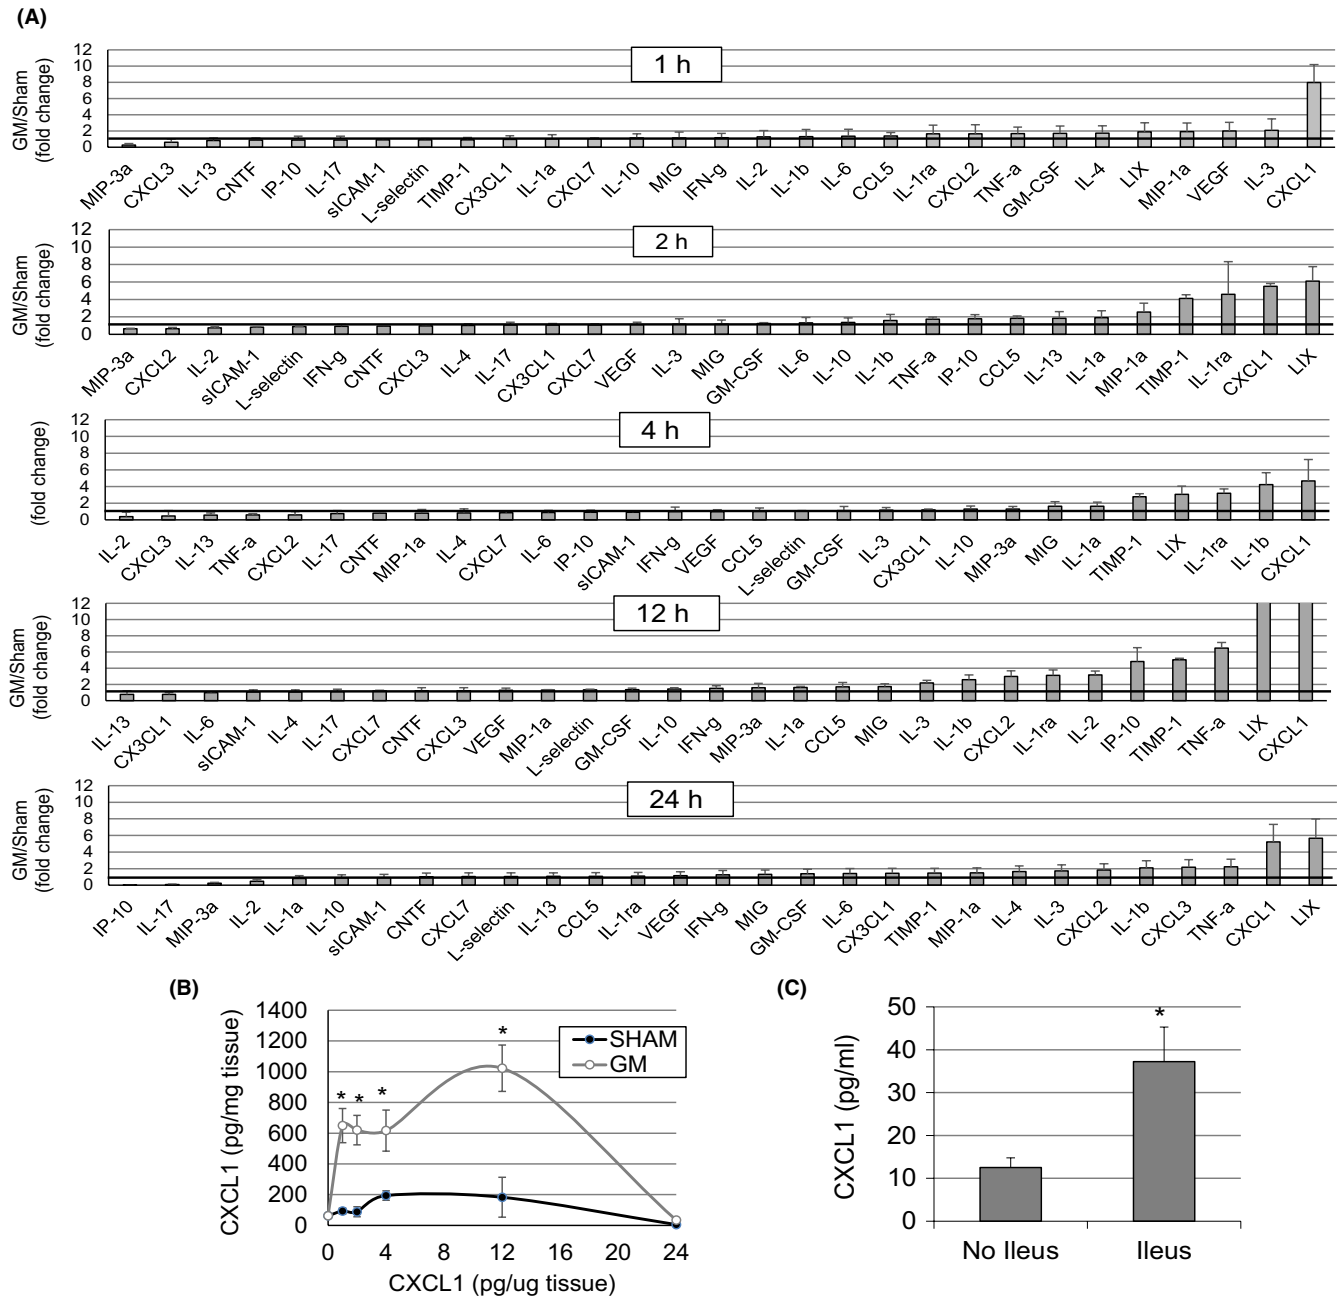 (A)
1 h
GM/Sham
(fold change)
12
10
8
6
4
2
0
MIP-3a CXCL3 IL-13 CNTF IP-10 IL-17 sICAM-1 L-selectin TIMP-1 CX3CL1 IL-1a CXCL7 IL-10 MIG IFN-g IL-2 IL-1b IL-6 CCL5 IL-1ra CXCL2 TNF-a GM-CSF IL-4 LIX MIP-1a VEGF IL-3 CXCL1
2 h
GM/Sham
(fold change)
12
10
8
6
4
2
0
MIP-3a CXCL2 IL-2 sICAM-1 L-selectin IFN-g CNTF CXCL3 IL-4 IL-17 CX3CL1 CXCL7 VEGF IL-3 MIG GM-CSF IL-6 IL-10 IL-1b TNF-a IP-10 CCL5 IL-13 IL-1a MIP-1a TIMP-1 IL-1ra CXCL1 LIX
4 h
(fold change)
12
10
8
6
4
2
0
IL-2 CXCL3 IL-13 TNF-a CXCL2 IL-17 CNTF MIP-1a IL-4 CXCL7 IL-6 IP-10 sICAM-1 IFN-g VEGF CCL5 L-selectin GM-CSF IL-3 CX3CL1 IL-10 MIP-3a MIG IL-1a TIMP-1 LIX IL-1ra IL-1b CXCL1
12 h
GM/Sham
(fold change)
12
10
8
6
4
2
0
IL-13 CX3CL1 IL-6 sICAM-1 IL-4 IL-17 CXCL7 CNTF CXCL3 VEGF MIP-1a L-selectin GM-CSF IL-10 IFN-g MIP-3a IL-1a CCL5 MIG IL-3 IL-1b CXCL2 IL-1ra IL-2 IP-10 TIMP-1 TNF-a LIX CXCL1
24 h
GM/Sham
(fold change)
12
10
8
6
4
2
0
IP-10 IL-17 MIP-3a IL-2 IL-1a IL-10 sICAM-1 CNTF CXCL7 L-selectin IL-13 CCL5 IL-1ra VEGF IFN-g MIG GM-CSF IL-6 CX3CL1 TIMP-1 MIP-1a IL-4 IL-3 CXCL2 IL-1b CXCL3 TNF-a CXCL1 LIX
(B)
CXCL1 (pg/mg tissue)
1400
1200
1000
800
600
400
200
0
* * * *
SHAM
GM
0 4 8 12 16 20 24
CXCL1 (pg/ug tissue)
(C)
CXCL1 (pg/ml)
50
40
30
20
10
0
*
No Ileus Ileus